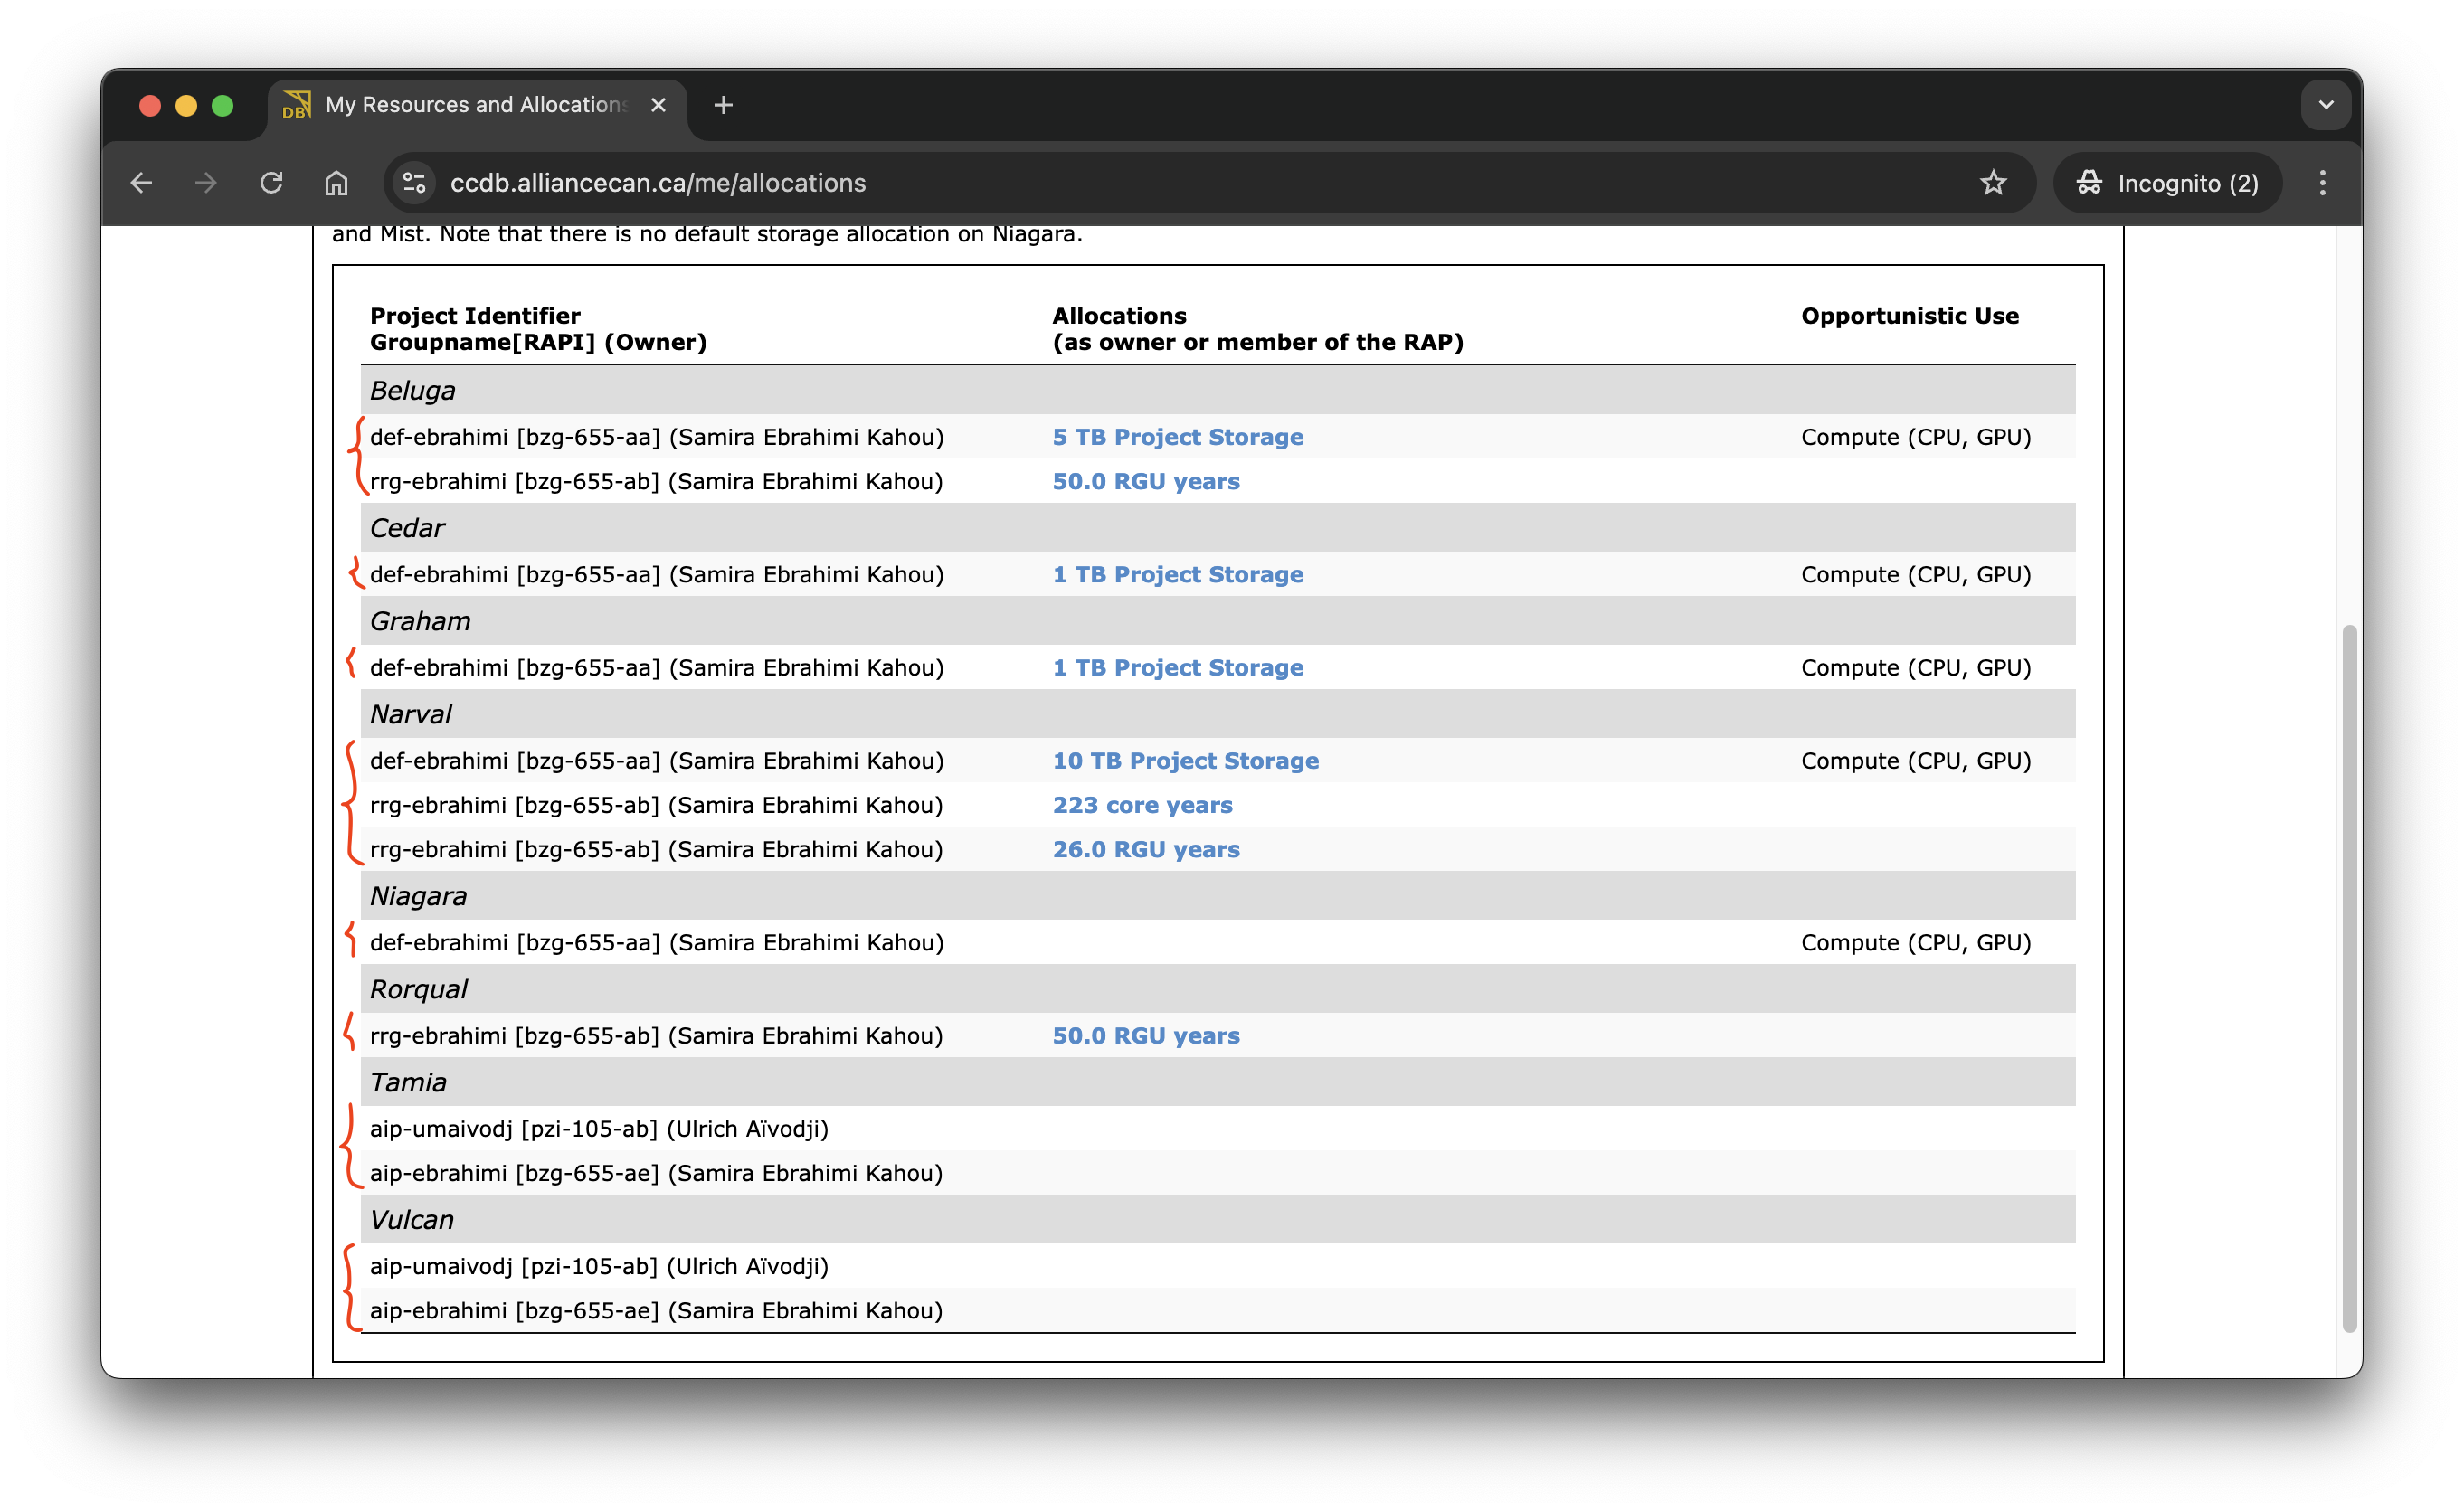 DB My Resources and Allocations
ccdb.alliancecan.ca/me/allocations
Incognito (2)
and Mist. Note that there is no default storage allocation on Niagara.
Project Identifier
Groupname[RAPI] (Owner)
Allocations
(as owner or member of the RAP)
Opportunistic Use
Beluga
def-ebrahimi [bzg-655-aa] (Samira Ebrahimi Kahou) 5 TB Project Storage Compute (CPU, GPU)
rrg-ebrahimi [bzg-655-ab] (Samira Ebrahimi Kahou) 50.0 RGU years
Cedar
def-ebrahimi [bzg-655-aa] (Samira Ebrahimi Kahou) 1 TB Project Storage Compute (CPU, GPU)
Graham
def-ebrahimi [bzg-655-aa] (Samira Ebrahimi Kahou) 1 TB Project Storage Compute (CPU, GPU)
Narval
def-ebrahimi [bzg-655-aa] (Samira Ebrahimi Kahou) 10 TB Project Storage Compute (CPU, GPU)
rrg-ebrahimi [bzg-655-ab] (Samira Ebrahimi Kahou) 223 core years
rrg-ebrahimi [bzg-655-ab] (Samira Ebrahimi Kahou) 26.0 RGU years
Niagara
def-ebrahimi [bzg-655-aa] (Samira Ebrahimi Kahou) Compute (CPU, GPU)
Rorqual
rrg-ebrahimi [bzg-655-ab] (Samira Ebrahimi Kahou) 50.0 RGU years
Tamia
aip-umaivodj [pzi-105-ab] (Ulrich Aïvodji)
aip-ebrahimi [bzg-655-ae] (Samira Ebrahimi Kahou)
Vulcan
aip-umaivodj [pzi-105-ab] (Ulrich Aïvodji)
aip-ebrahimi [bzg-655-ae] (Samira Ebrahimi Kahou)